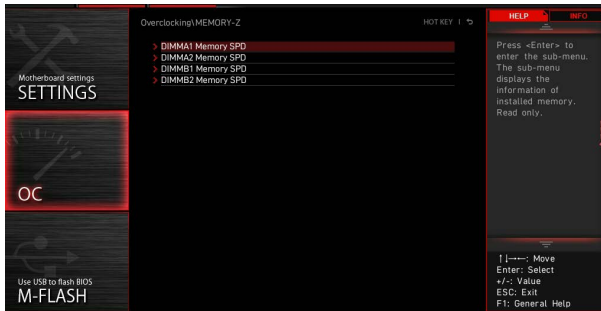 Motherboard settings
SETTINGS
OC
Use USB to flash BIOS
M-FLASH
Overclocking\MEMORY-Z
HOT KEY
> DIMMA1 Memory SPD
> DIMMA2 Memory SPD
> DIMMB1 Memory SPD
> DIMMB2 Memory SPD
HELP
INFO
Press <Enter> to
enter the sub-menu.
The sub-menu
displays the
information of
installed memory.
Read only.
↑↓→←: Move
Enter: Select
+/-: Value
ESC: Exit
F1: General Help